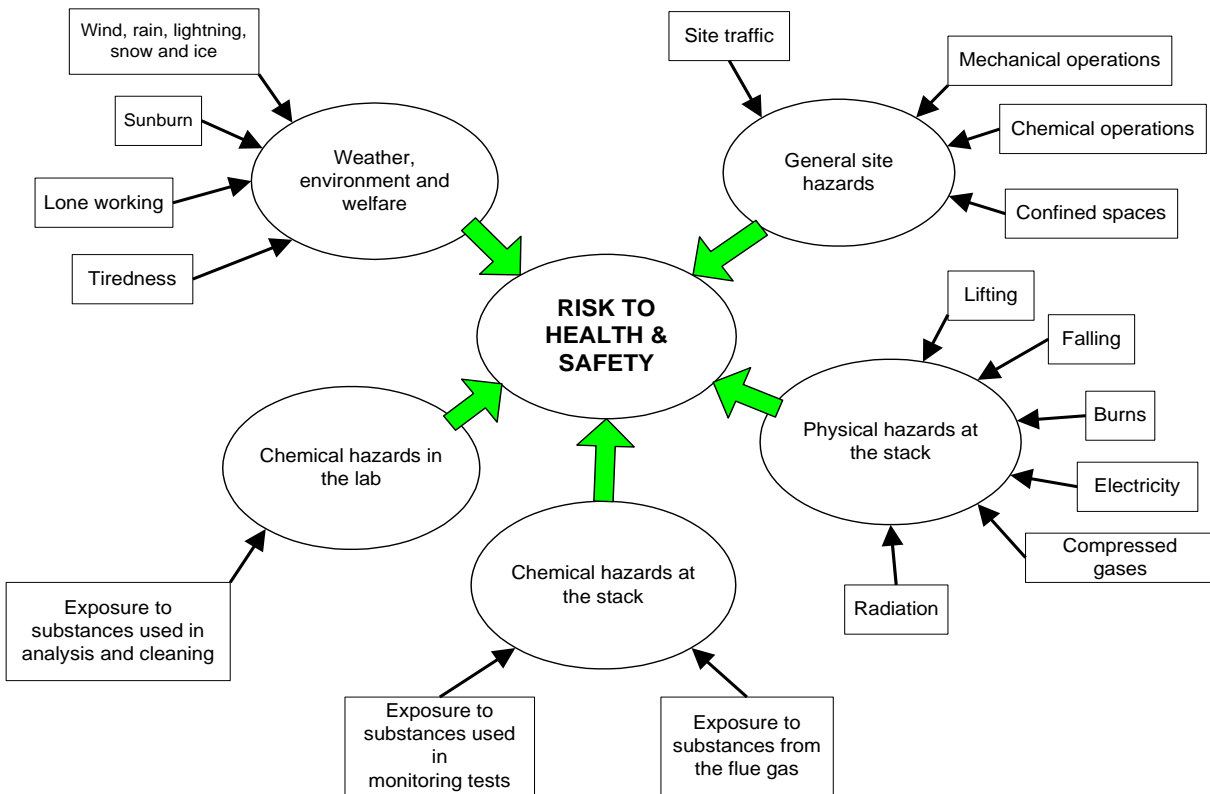 Wind, rain, lightning,
snow and ice
Sunburn
Lone working
Tiredness
Weather,
environment and
welfare
Site traffic
Mechanical operations
Chemical operations
Confined spaces
General site
hazards
RISK TO
HEALTH &
SAFETY
Lifting
Falling
Burns
Electricity
Compressed
gases
Radiation
Physical hazards at
the stack
Chemical hazards in
the lab
Exposure to
substances used in
analysis and cleaning
Chemical hazards at
the stack
Exposure to
substances used
in
monitoring tests
Exposure to
substances from
the flue gas